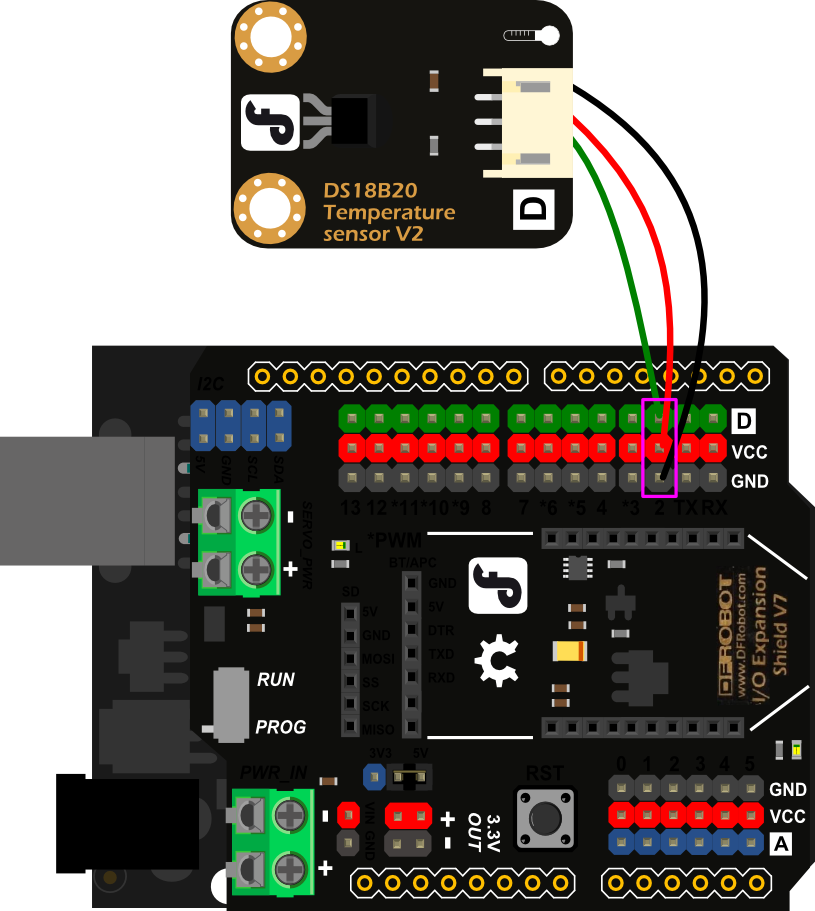 DS18B20
Temperature
sensor V2
D
I2C
5V
GND
SCL
SDA
D
VCC
GND
13 12 *11 *10 *9 8 7 *6 *5 4 *3 2 TX RX
SERVO_PWR
-
+
L
*PWM
BT/APC
GND
5V
DTR
TXD
RXD
SD
5V
GND
MOSI
SS
SCK
MISO
DFROBOT
www.DFRobot.com
I/O Expansion
Shield V7
RUN
PROG
3V3
5V
PWR_IN
-
+
VIN
GND
+
-
3.3V
OUT
RST
0 1 2 3 4 5
GND
VCC
A